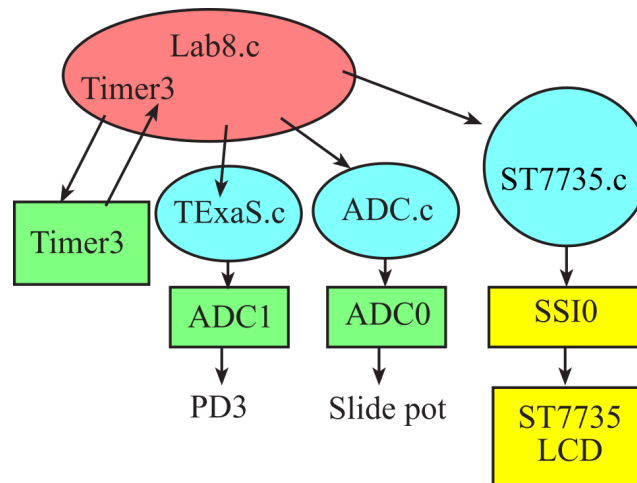 Lab8.c
Timer3
ST7735.c
TExaS.c
ADC.c
Timer3
ADC1
ADC0
SSI0
PD3
Slide pot
ST7735
LCD